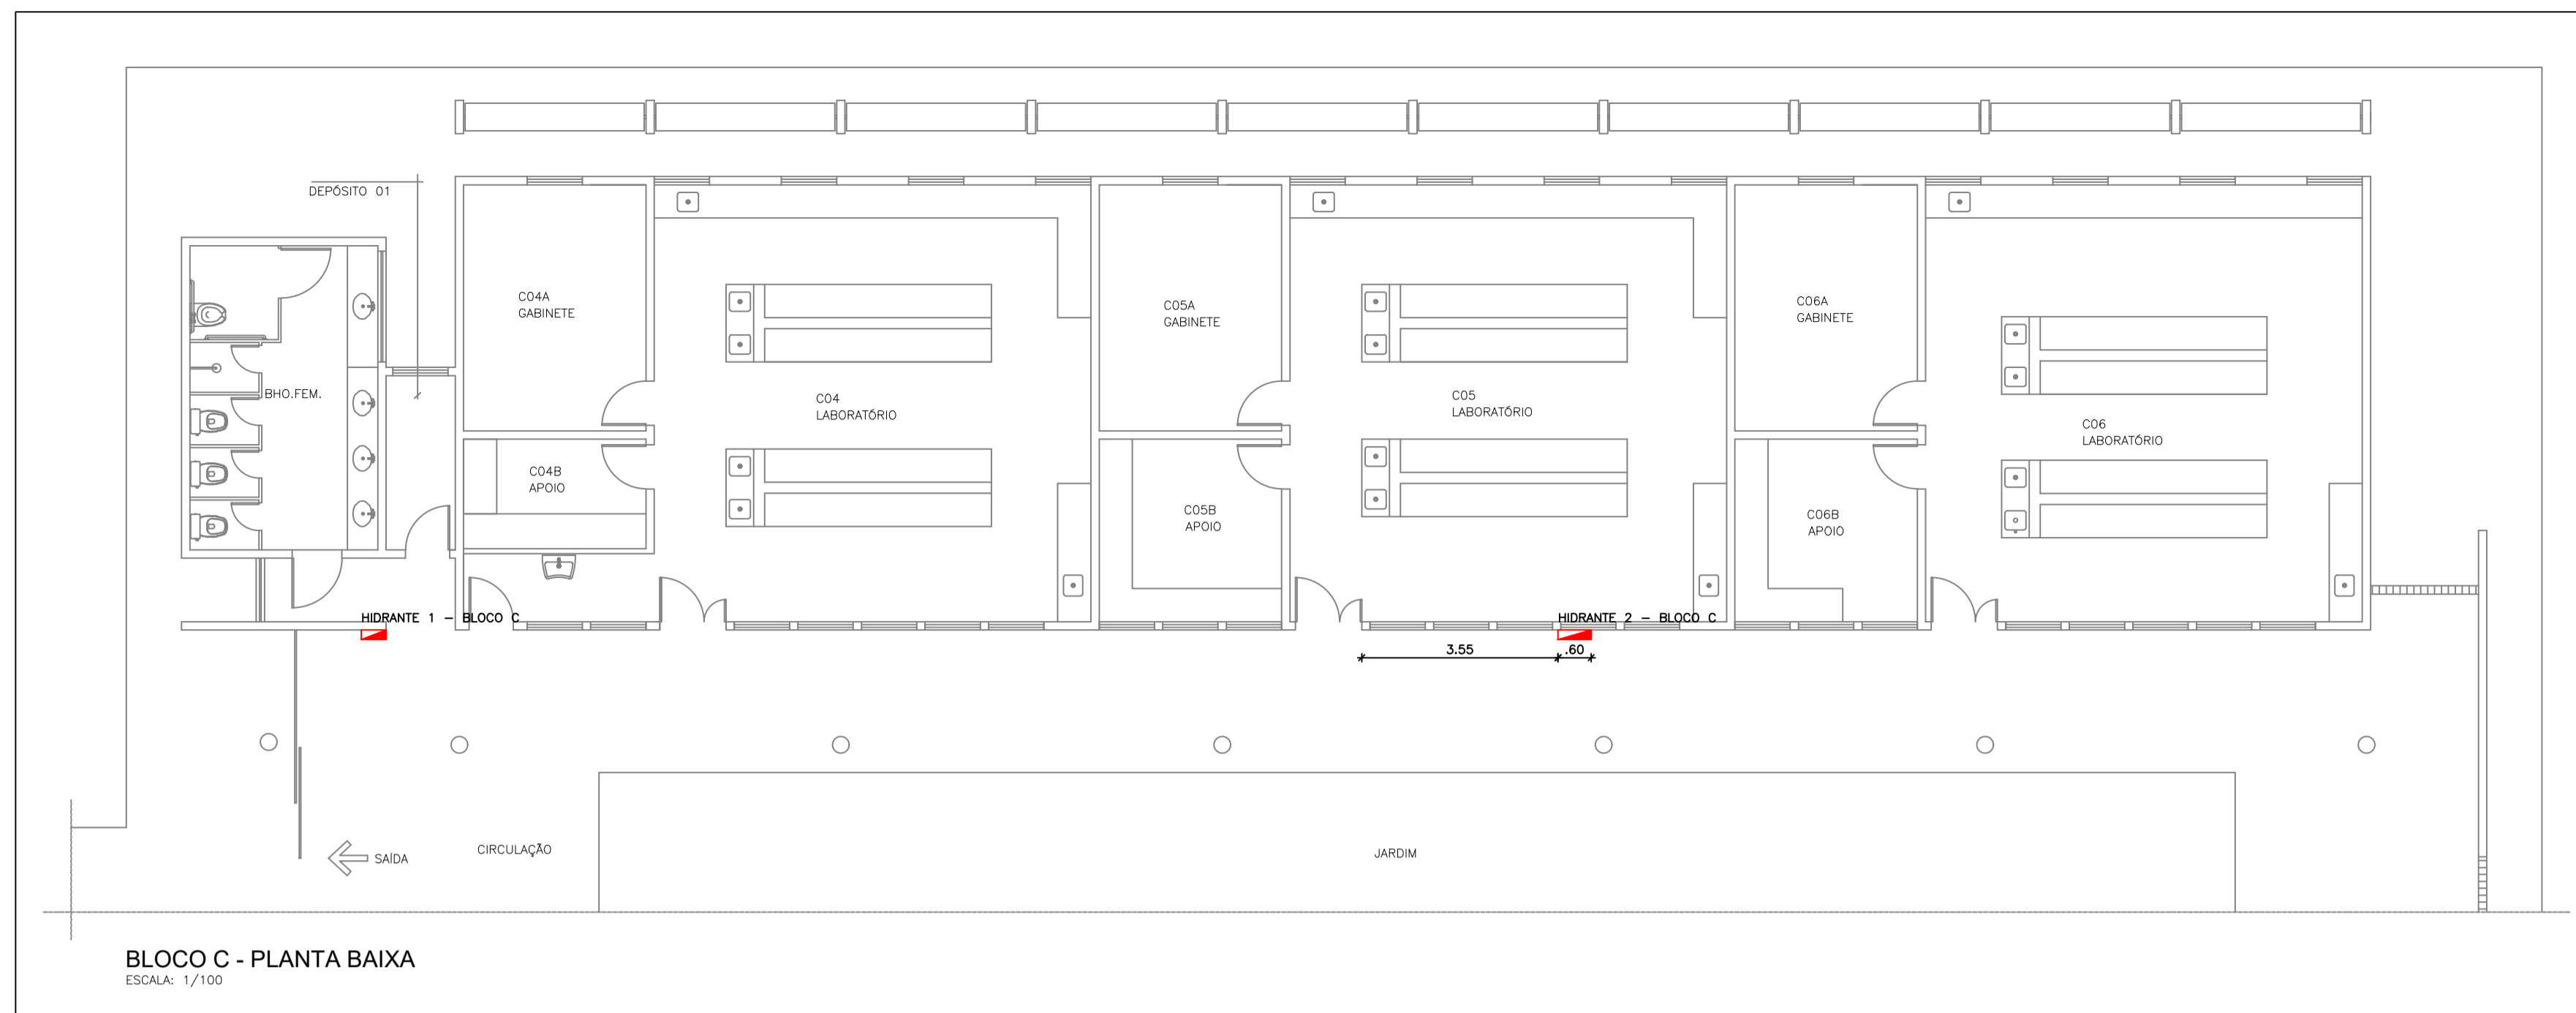 DEPÓSITO 01
C04A
GABINETE
C05A
GABINETE
C06A
GABINETE
BHO.FEM.
C04
LABORATÓRIO
C05
LABORATÓRIO
C06
LABORATÓRIO
C04B
APOIO
C05B
APOIO
C06B
APOIO
HIDRANTE 1 - BLOCO C
HIDRANTE 2 - BLOCO C
3.55
.60
SAÍDA
CIRCULAÇÃO
JARDIM
BLOCO C - PLANTA BAIXA
ESCALA: 1/100